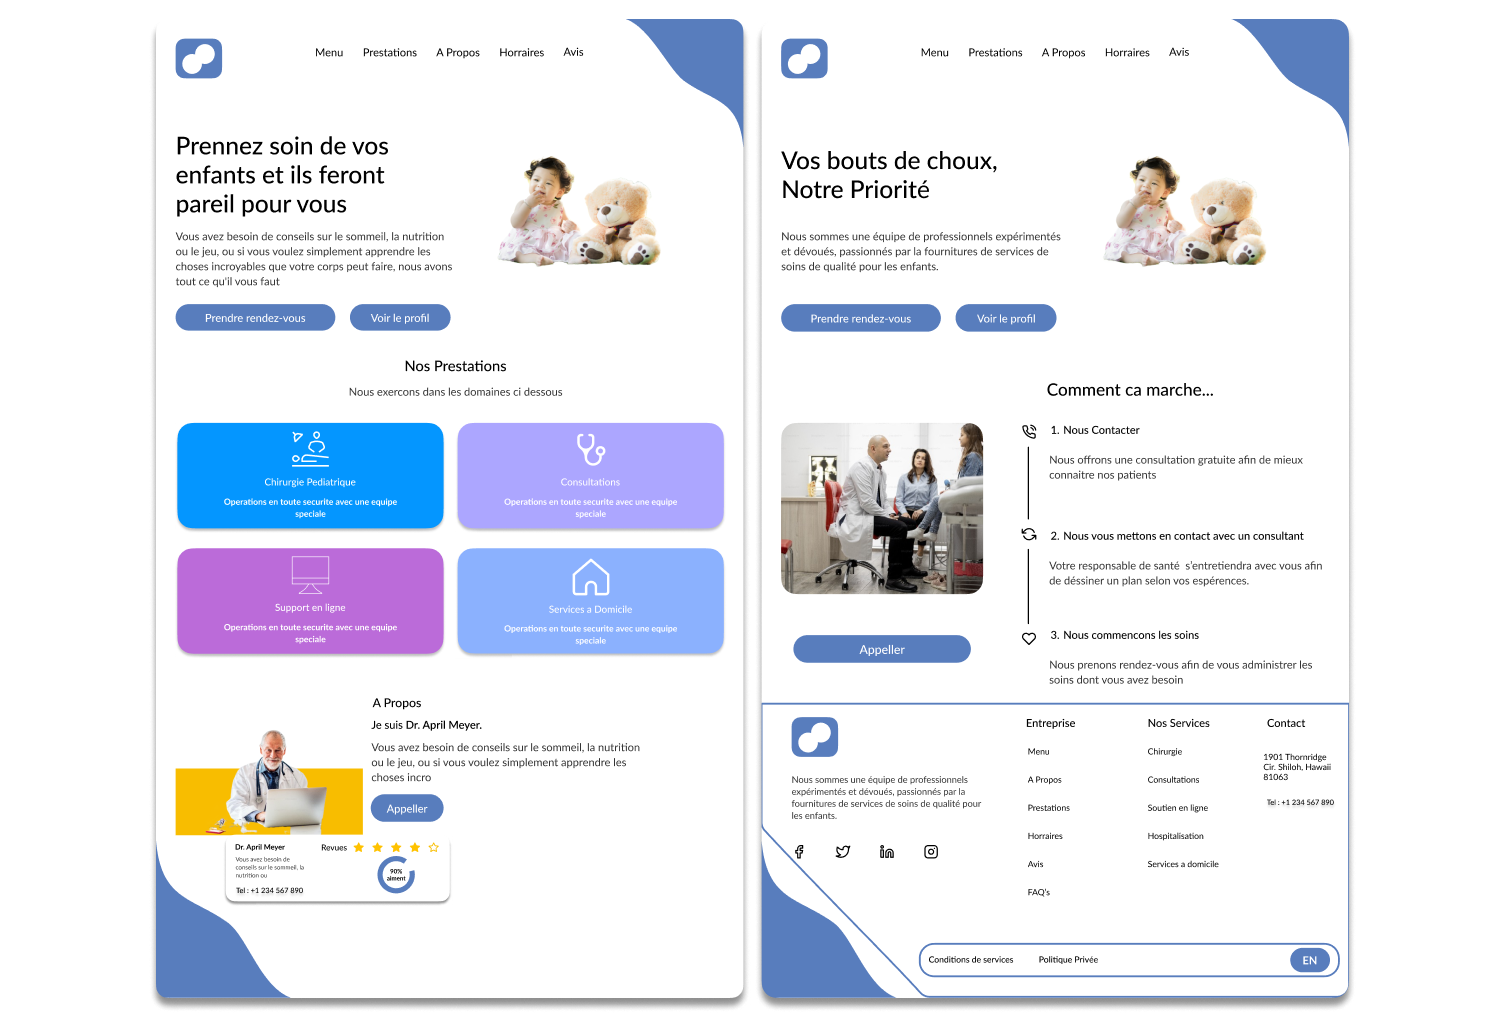 Menu Prestations A Propos Horraires Avis
Prennez soin de vos
enfants et ils feront
pareil pour vous
Vous avez besoin de conseils sur le sommeil, la nutrition
ou le jeu, ou si vous voulez simplement apprendre les
choses incroyables que votre corps peut faire, nous avons
tout ce qu'il vous faut
Prendre rendez-vous Voir le profil
Nos Prestations
Nous exercons dans les domaines ci dessous
Chirurgie Pediatrique
Operations en toute securite avec une equipe
speciale
Consultations
Operations en toute securite avec une equipe
speciale
Support en ligne
Operations en toute securite avec une equipe
speciale
Services a Domicile
Operations en toute securite avec une equipe
speciale
A Propos
Je suis Dr. April Meyer.
Vous avez besoin de conseils sur le sommeil, la nutrition
ou le jeu, ou si vous voulez simplement apprendre les
choses incro
Appeller
Dr. April Meyer
Vous avez besoin de
conseils sur le sommeil, la
nutrition ou
Tel : +1 234 567 890
Revues
90%
aiment
Menu Prestations A Propos Horraires Avis
Vos bouts de choux,
Notre Priorité
Nous sommes une équipe de professionnels expérimentés
et dévoués, passionnés par la fournitures de services de
soins de qualité pour les enfants.
Prendre rendez-vous Voir le profil
Comment ca marche...
1. Nous Contacter
Nous offrons une consultation gratuite afin de mieux
connaitre nos patients
2. Nous vous mettons en contact avec un consultant
Votre responsable de santé s'entretiendra avec vous afin
de déssiner un plan selon vos espérences.
3. Nous commencons les soins
Nous prenons rendez-vous afin de vous administrer les
soins dont vous avez besoin
Appeller
Nous sommes une équipe de professionnels
expérimentés et dévoués, passionnés par la
fournitures de services de soins de qualité pour
les enfants.
Entreprise
Menu
A Propos
Prestations
Horraires
Avis
FAQ's
Nos Services
Chirurgie
Consultations
Soutien en ligne
Hospitalisation
Services a domicile
Contact
1901 Thornridge
Cir. Shiloh, Hawaii
81063
Tel : +1 234 567 890
Conditions de services Politique Privée EN